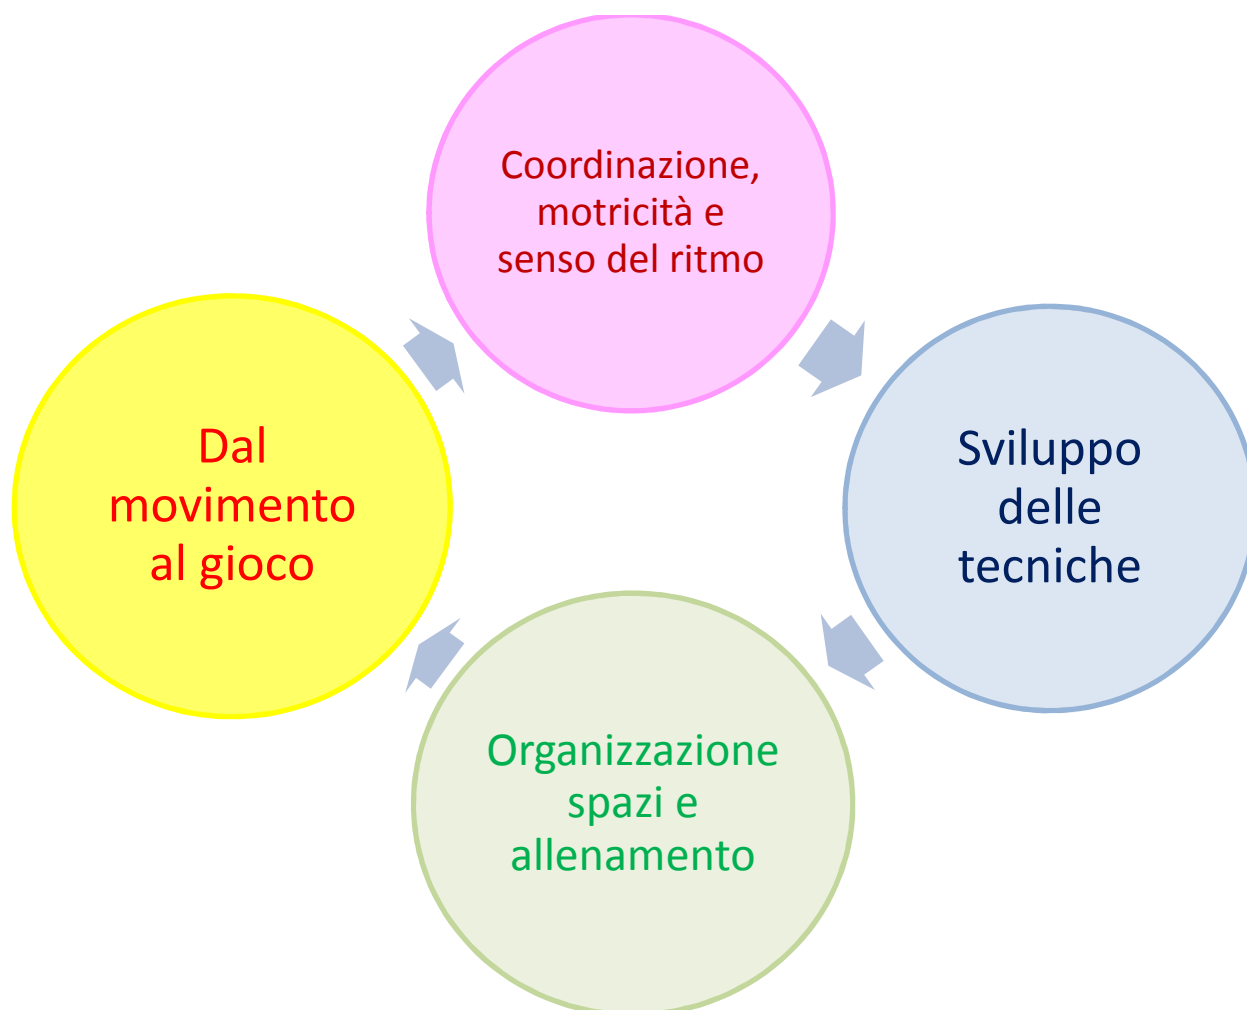 Coordinazione,
motricità e
senso del ritmo
Dal
movimento
al gioco
Sviluppo
delle
tecniche
Organizzazione
spazi e
allenamento